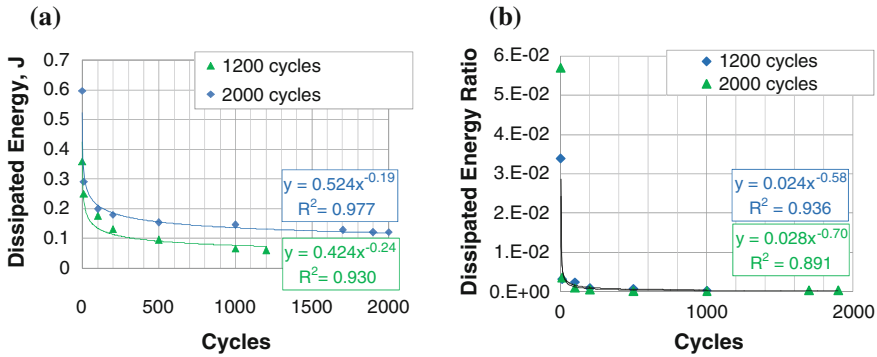 (a)
0.7
0.6
0.5
0.4
0.3
0.2
0.1
0
Dissipated Energy, J
1200 cycles
2000 cycles
y = 0.524x^-0.19
R² = 0.977
y = 0.424x^-0.24
R² = 0.930
0 500 1000 1500 2000
Cycles
(b)
6.E-02
5.E-02
4.E-02
3.E-02
2.E-02
1.E-02
0.E+00
Dissipated Energy Ratio
1200 cycles
2000 cycles
y = 0.024x^-0.58
R² = 0.936
y = 0.028x^-0.70
R² = 0.891
0 1000 2000
Cycles